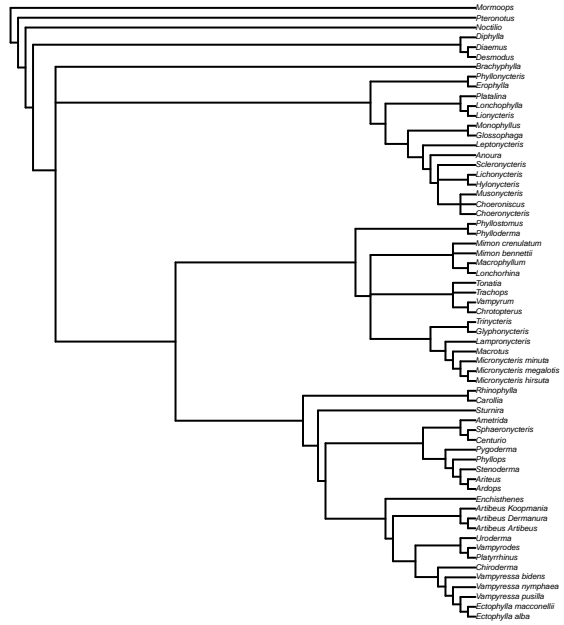 Mormoops
Pteronotus
Noctilio
Diphylla
Diaemus
Desmodus
Brachyphylla
Phyllonycteris
Erophylla
Platalina
Lonchophylla
Lionycteris
Monophyllus
Glossophaga
Leptonycteris
Anoura
Scleronycteris
Lichonycteris
Hylonycteris
Musonycteris
Choeroniscus
Choeronycteris
Phyllostomus
Phylloderma
Mimon crenulatum
Mimon bennettii
Macrophyllum
Lonchorhina
Tonatia
Trachops
Vampyrum
Chrotopterus
Trinycteris
Glyphonycteris
Lampronycteris
Macrotus
Micronycteris minuta
Micronycteris megalotis
Micronycteris hirsuta
Rhinophylla
Carollia
Sturnira
Ametrida
Sphaeronycteris
Centurio
Pygoderma
Phyllops
Stenoderma
Ariteus
Ardops
Enchisthenes
Artibeus Koopmania
Artibeus Dermanura
Artibeus Artibeus
Uroderma
Vampyrodes
Platyrrhinus
Chiroderma
Vampyressa bidens
Vampyressa nymphaea
Vampyressa pusilla
Ectophylla macconellii
Ectophylla alba